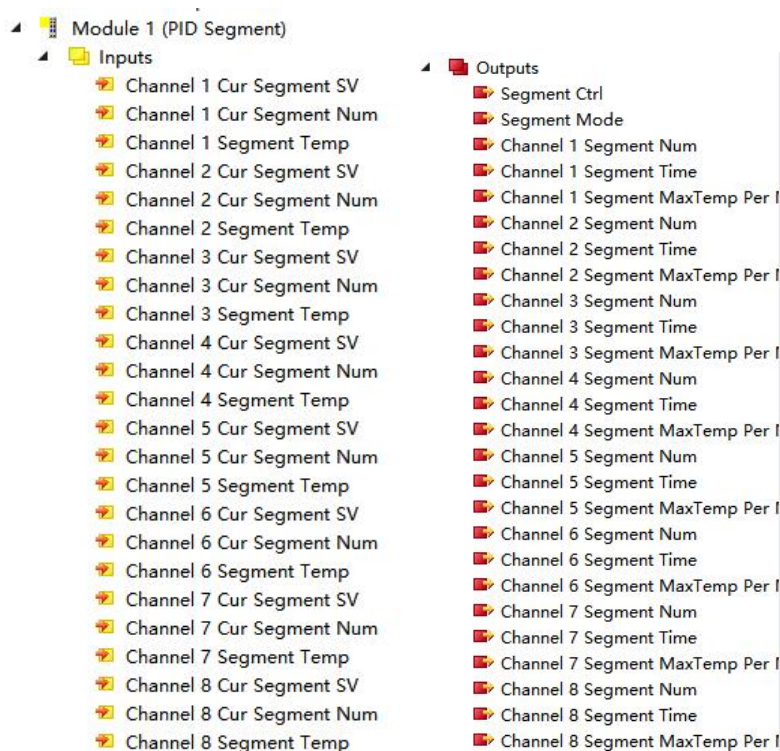 Module 1 (PID Segment)
Inputs
Channel 1 Cur Segment SV
Channel 1 Cur Segment Num
Channel 1 Segment Temp
Channel 2 Cur Segment SV
Channel 2 Cur Segment Num
Channel 2 Segment Temp
Channel 3 Cur Segment SV
Channel 3 Cur Segment Num
Channel 3 Segment Temp
Channel 4 Cur Segment SV
Channel 4 Cur Segment Num
Channel 4 Segment Temp
Channel 5 Cur Segment SV
Channel 5 Cur Segment Num
Channel 5 Segment Temp
Channel 6 Cur Segment SV
Channel 6 Cur Segment Num
Channel 6 Segment Temp
Channel 7 Cur Segment SV
Channel 7 Cur Segment Num
Channel 7 Segment Temp
Channel 8 Cur Segment SV
Channel 8 Cur Segment Num
Channel 8 Segment Temp
Outputs
Segment Ctrl
Segment Mode
Channel 1 Segment Num
Channel 1 Segment Time
Channel 1 Segment MaxTemp Per
Channel 2 Segment Num
Channel 2 Segment Time
Channel 2 Segment MaxTemp Per
Channel 3 Segment Num
Channel 3 Segment Time
Channel 3 Segment MaxTemp Per
Channel 4 Segment Num
Channel 4 Segment Time
Channel 4 Segment MaxTemp Per
Channel 5 Segment Num
Channel 5 Segment Time
Channel 5 Segment MaxTemp Per
Channel 6 Segment Num
Channel 6 Segment Time
Channel 6 Segment MaxTemp Per
Channel 7 Segment Num
Channel 7 Segment Time
Channel 7 Segment MaxTemp Per
Channel 8 Segment Num
Channel 8 Segment Time
Channel 8 Segment MaxTemp Per